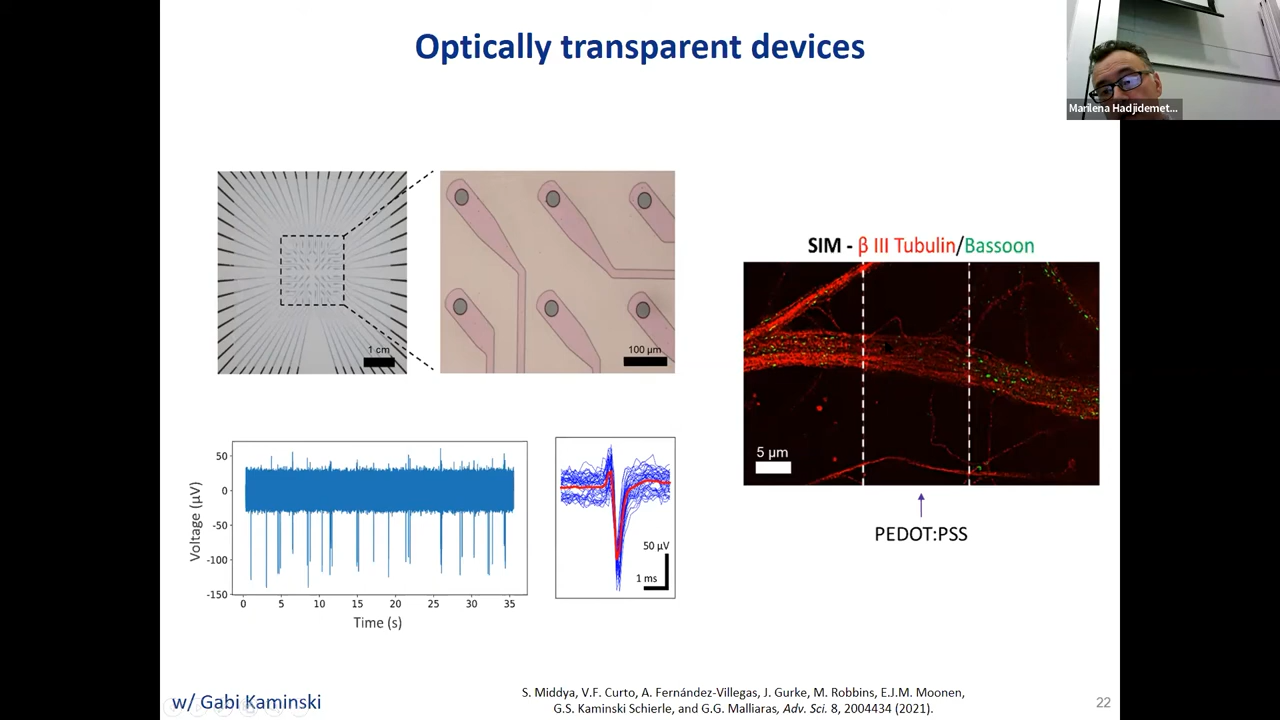 Optically transparent devices
Marilena Hadjidemet...
1 cm
100 µm
SIM - β III Tubulin/Bassoon
5 µm
PEDOT:PSS
Voltage (µV)
50
0
-50
-100
-150
0 5 10 15 20 25 30 35
Time (s)
50 µV
1 ms
w/ Gabi Kaminski
S. Middya, V.F. Curto, A. Fernández-Villegas, J. Gurke, M. Robbins, E.J.M. Moonen,
G.S. Kaminski Schierle, and G.G. Malliaras, Adv. Sci. 8, 2004434 (2021).
22